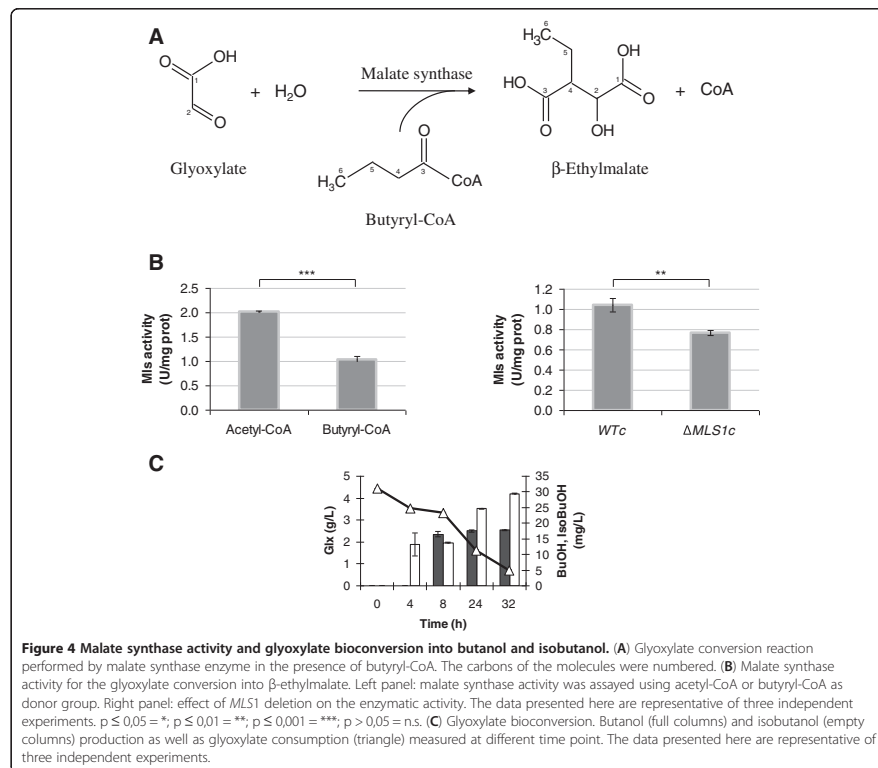 A
O
OH
1
2
O
+ H₂O
Malate synthase
H₃C
6
5
OH
HO
3
4
2
1
O
O
OH
+ CoA
Glyoxylate
β-Ethylmalate
O
H₃C
6
5
4
3
CoA
Butyryl-CoA
B
***
Mls activity
(U/mg prot)
2.5
2.0
1.5
1.0
0.5
0.0
Acetyl-CoA
Butyryl-CoA
**
Mls activity
(U/mg prot)
1.2
1.0
0.8
0.6
0.4
0.2
0.0
WTc
ΔMLS1c
C
Glx (g/L)
5
4
3
2
1
0
35
30
25
20
15
10
5
0
BuOH, IsoBuOH
(mg/L)
0 4 8 24 32
Time (h)
Figure 4 Malate synthase activity and glyoxylate bioconversion into butanol and isobutanol. (A) Glyoxylate conversion reaction
performed by malate synthase enzyme in the presence of butyryl-CoA. The carbons of the molecules were numbered. (B) Malate synthase
activity for the glyoxylate conversion into β-ethylmalate. Left panel: malate synthase activity was assayed using acetyl-CoA or butyryl-CoA as
donor group. Right panel: effect of MLS1 deletion on the enzymatic activity. The data presented here are representative of three independent
experiments. p ≤ 0,05 = *; p ≤ 0,01 = **; p ≤ 0,001 = ***; p > 0,05 = n.s. (C) Glyoxylate bioconversion. Butanol (full columns) and isobutanol (empty
columns) production as well as glyoxylate consumption (triangle) measured at different time point. The data presented here are representative of
three independent experiments.